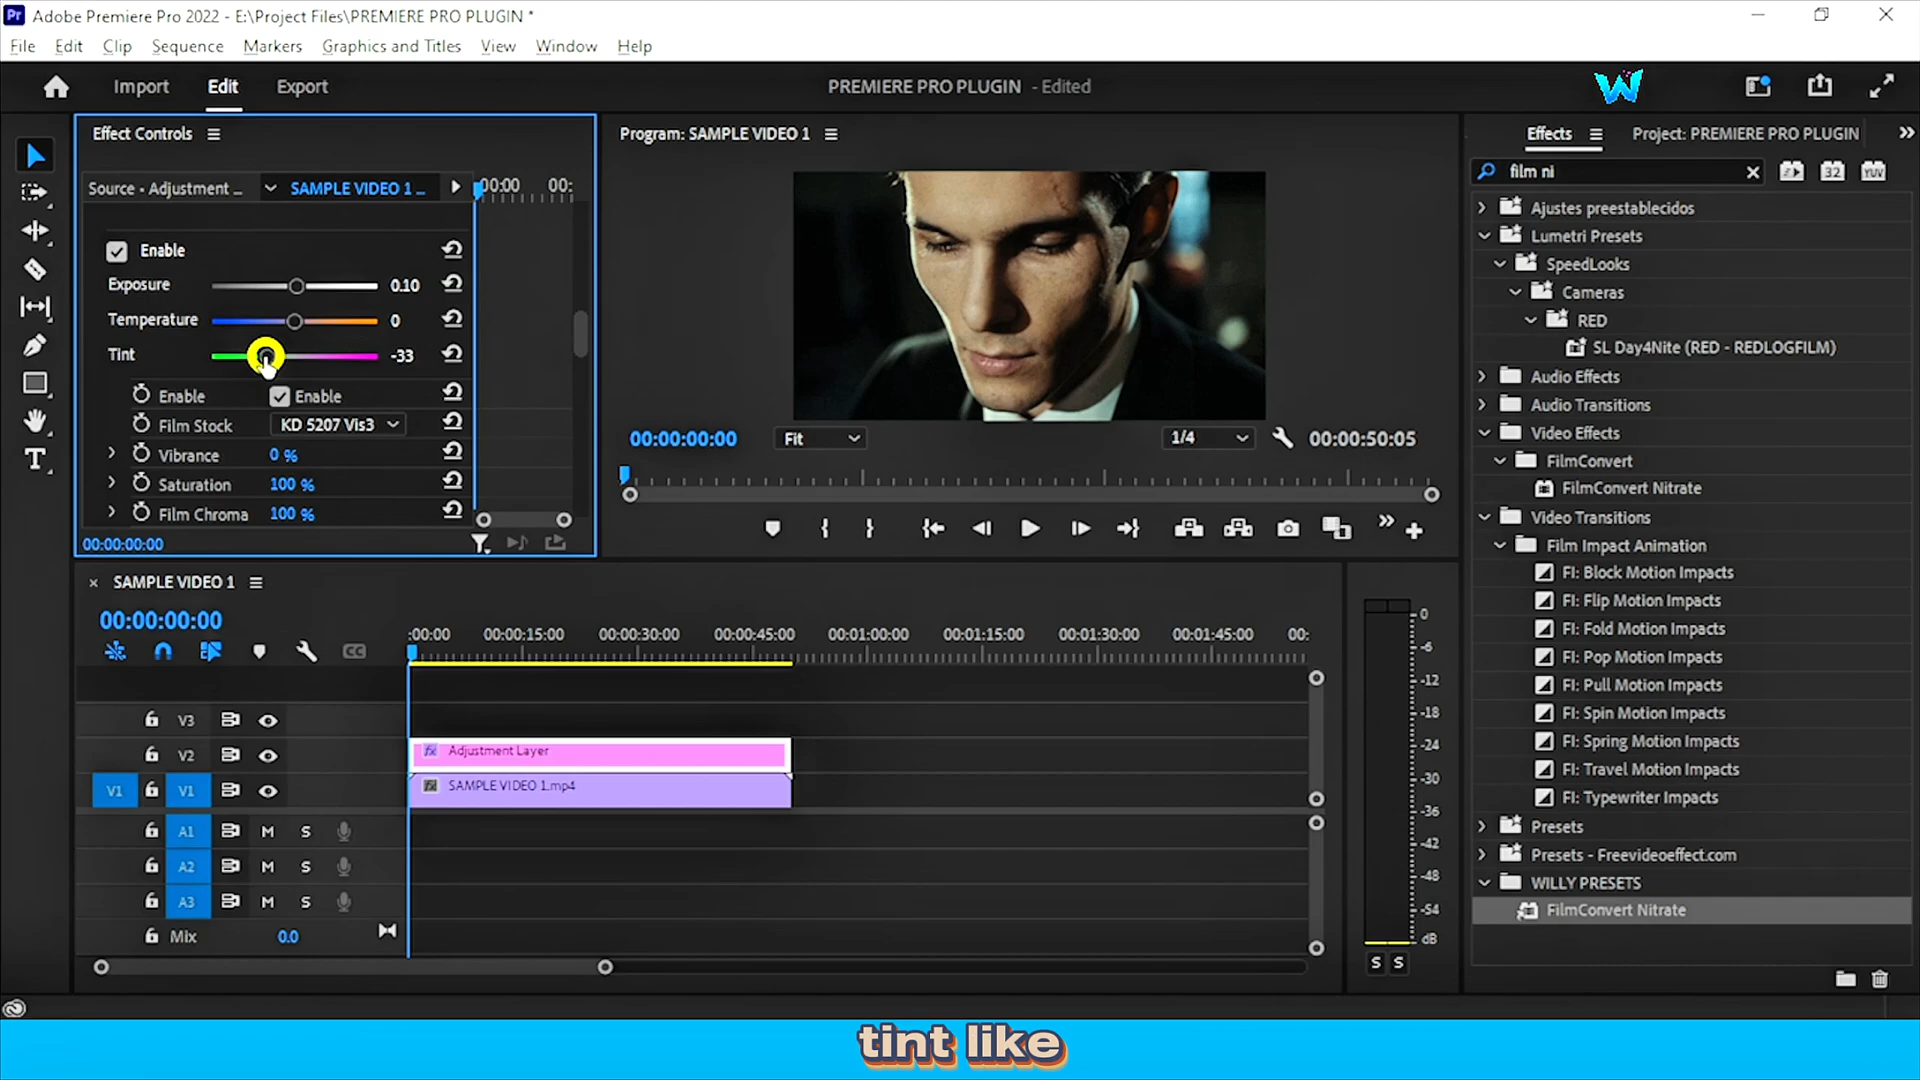 Pr Adobe Premiere Pro 2022 - E:\Project Files\PREMIERE PRO PLUGIN *
File Edit Clip Sequence Markers Graphics and Titles View Window Help
Import Edit Export
PREMIERE PRO PLUGIN - Edited
Effect Controls
Source • Adjustment ... SAMPLE VIDEO 1 ...
:00:00 00:
Enable
Exposure 0.10
Temperature 0
Tint -33
Enable Enable
Film Stock KD 5207 Vis3
Vibrance 0 %
Saturation 100 %
Film Chroma 100 %
00:00:00:00
Program: SAMPLE VIDEO 1
00:00:00:00 Fit 1/4 00:00:50:05
Effects Project: PREMIERE PRO PLUGIN
film ni
32 YUV
Ajustes preestablecidos
Lumetri Presets
SpeedLooks
Cameras
RED
SL Day4Nite (RED - REDLOGFILM)
Audio Effects
Audio Transitions
Video Effects
FilmConvert
FilmConvert Nitrate
Video Transitions
Film Impact Animation
FI: Block Motion Impacts
FI: Flip Motion Impacts
FI: Fold Motion Impacts
FI: Pop Motion Impacts
FI: Pull Motion Impacts
FI: Spin Motion Impacts
FI: Spring Motion Impacts
FI: Travel Motion Impacts
FI: Typewriter Impacts
Presets
Presets - Freevideoeffect.com
WILLY PRESETS
FilmConvert Nitrate
SAMPLE VIDEO 1
00:00:00:00
CC
:00:00 00:00:15:00 00:00:30:00 00:00:45:00 00:01:00:00 00:01:15:00 00:01:30:00 00:01:45:00 00:
V3
V2
V1 V1
A1 M S
A2 M S
A3 M S
Mix 0.0
fx Adjustment Layer
fx SAMPLE VIDEO 1.mp4
0
-6
-12
-18
-24
-30
-36
-42
-48
-54
dB
S S
tint like